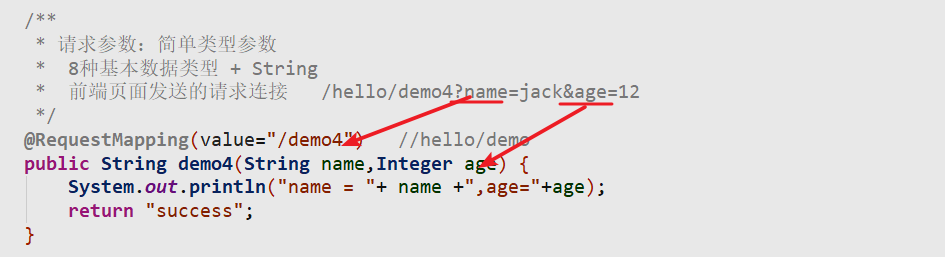 /**
 * 请求参数：简单类型参数
 *  8种基本数据类型 + String
 *  前端页面发送的请求连接   /hello/demo4?name=jack&age=12
 */
@RequestMapping(value="/demo4")   //hello/demo
public String demo4(String name,Integer age) {
    System.out.println("name = "+ name +",age="+age);
    return "success";
}